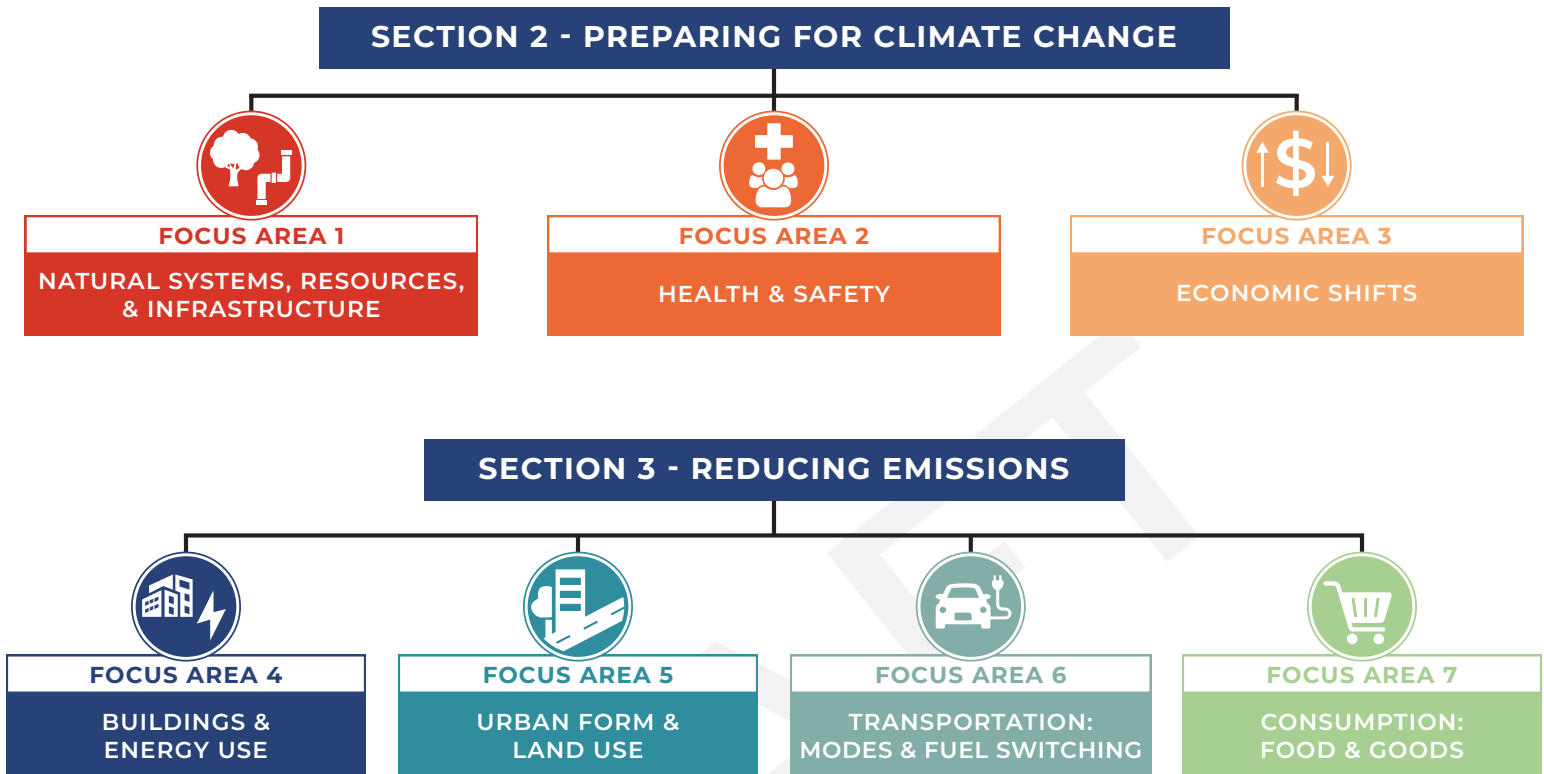 SECTION 2 - PREPARING FOR CLIMATE CHANGE
$
FOCUS AREA 1
NATURAL SYSTEMS, RESOURCES,
& INFRASTRUCTURE
FOCUS AREA 2
HEALTH & SAFETY
FOCUS AREA 3
ECONOMIC SHIFTS
SECTION 3 - REDUCING EMISSIONS
FOCUS AREA 4
BUILDINGS &
ENERGY USE
FOCUS AREA 5
URBAN FORM &
LAND USE
FOCUS AREA 6
TRANSPORTATION:
MODES & FUEL SWITCHING
FOCUS AREA 7
CONSUMPTION:
FOOD & GOODS